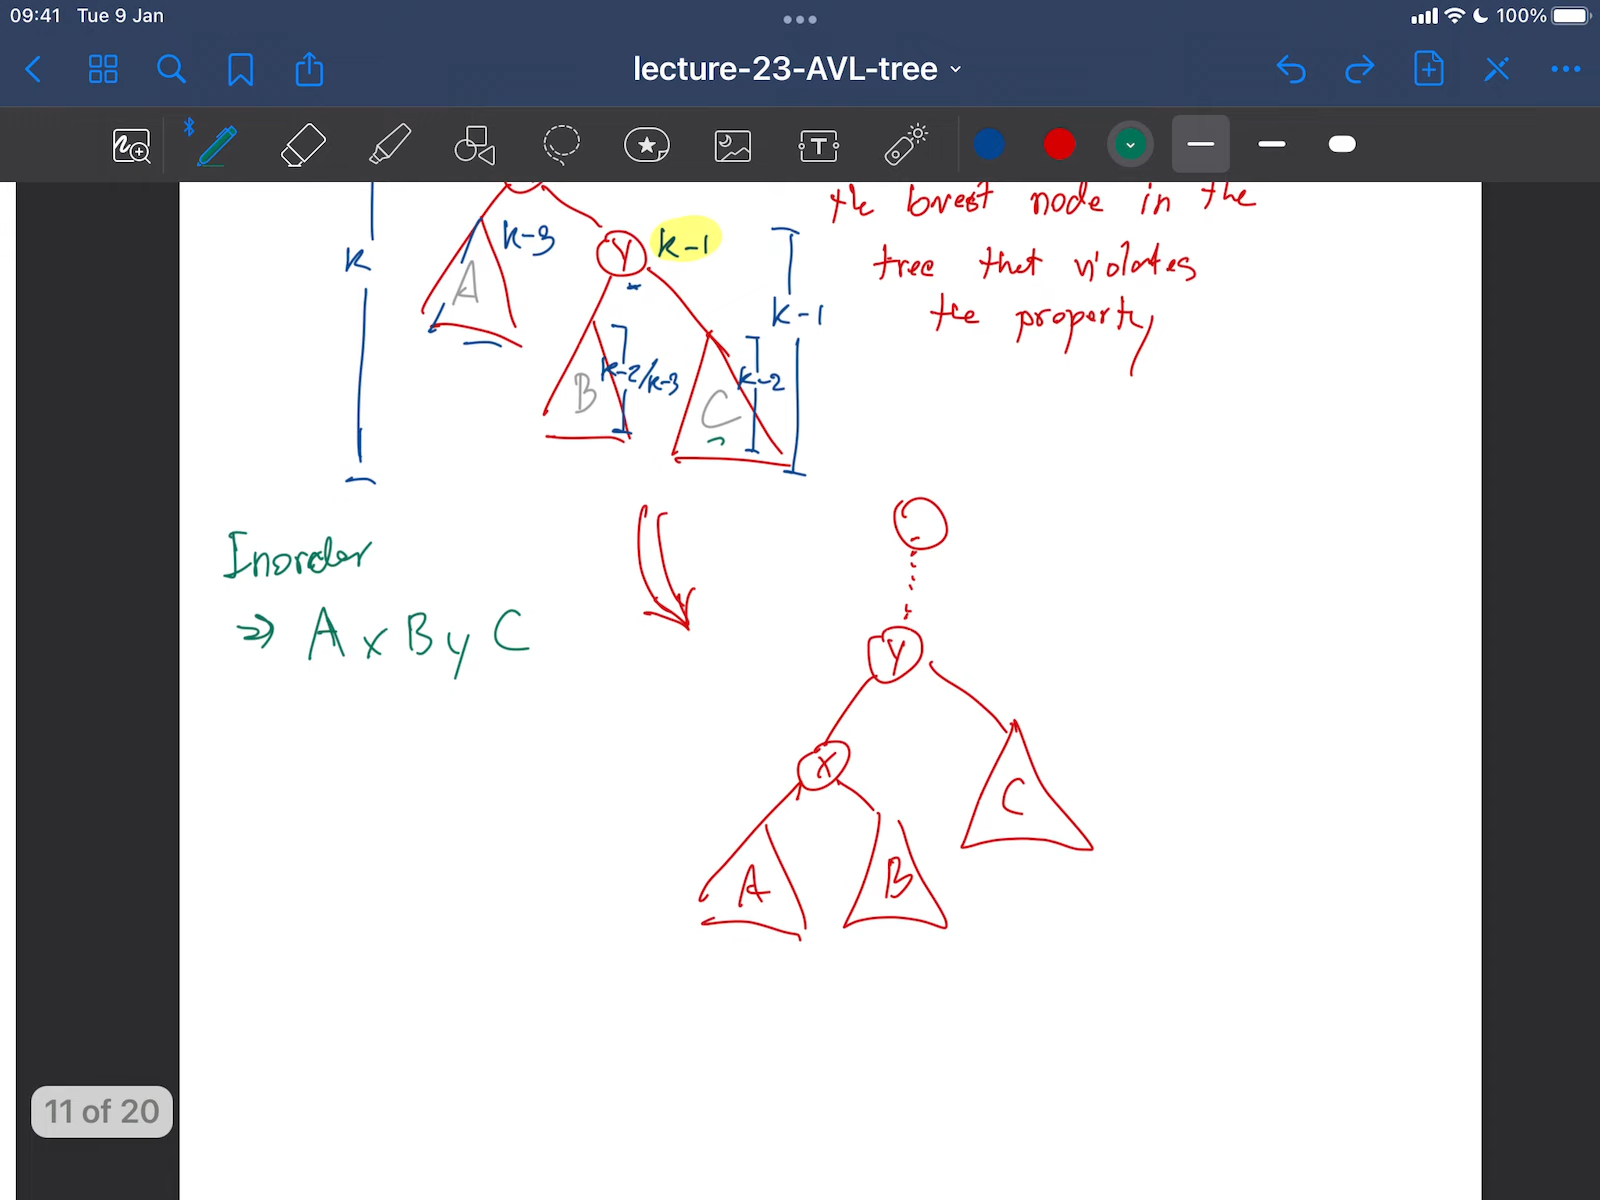 09:41 Tue 9 Jan
100%
lecture-23-AVL-tree
T
the lowest node in the
tree that violates
the property
k-3
Y
k-1
k
A
k-1
B
k-2/k-3
C
k-2
Inorder
⇒ A x B y C
Y
X
C
A
B
11 of 20